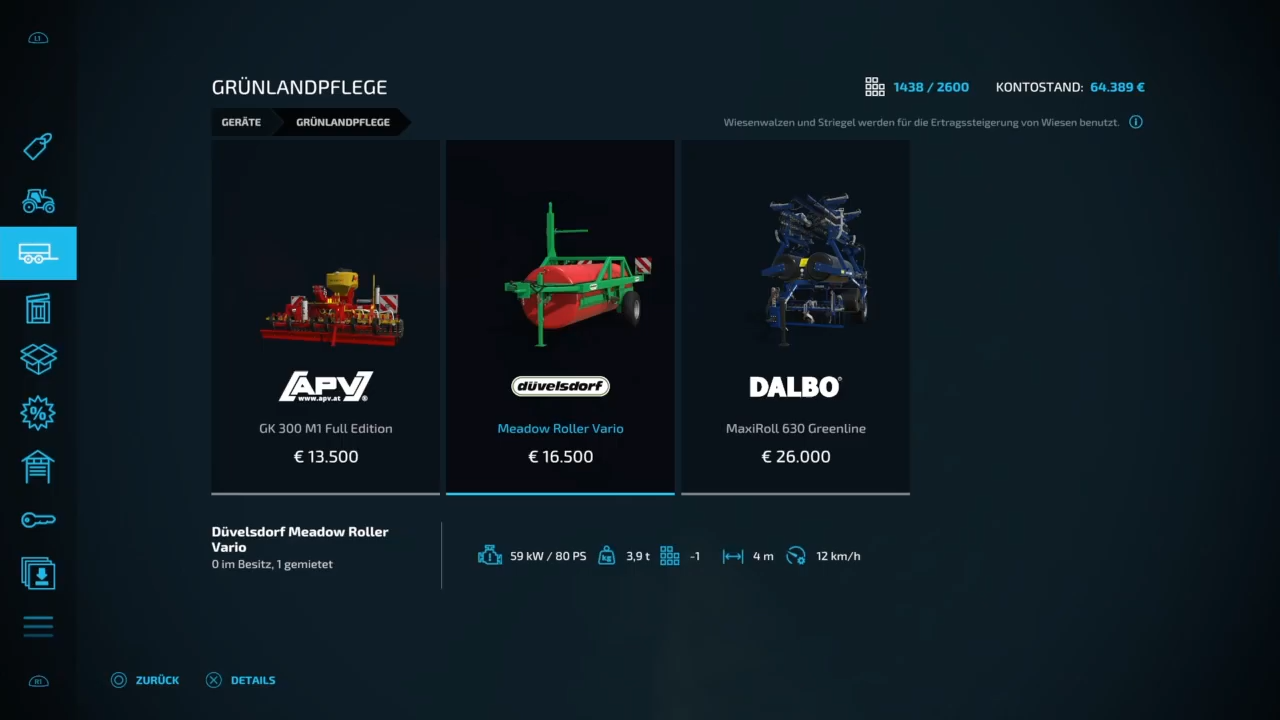 L1
GRÜNLANDPFLEGE
1438 / 2600
KONTOSTAND: 64.389 €
GERÄTE
GRÜNLANDPFLEGE
Wiesenwalzen und Striegel werden für die Ertragssteigerung von Wiesen benutzt.
APV
www.apv.at
GK 300 M1 Full Edition
€ 13.500
düvelsdorf
Meadow Roller Vario
€ 16.500
DALBO
MaxiRoll 630 Greenline
€ 26.000
Düvelsdorf Meadow Roller
Vario
0 im Besitz, 1 gemietet
59 kW / 80 PS
kg
3,9 t
-1
4 m
12 km/h
R1
ZURÜCK
DETAILS